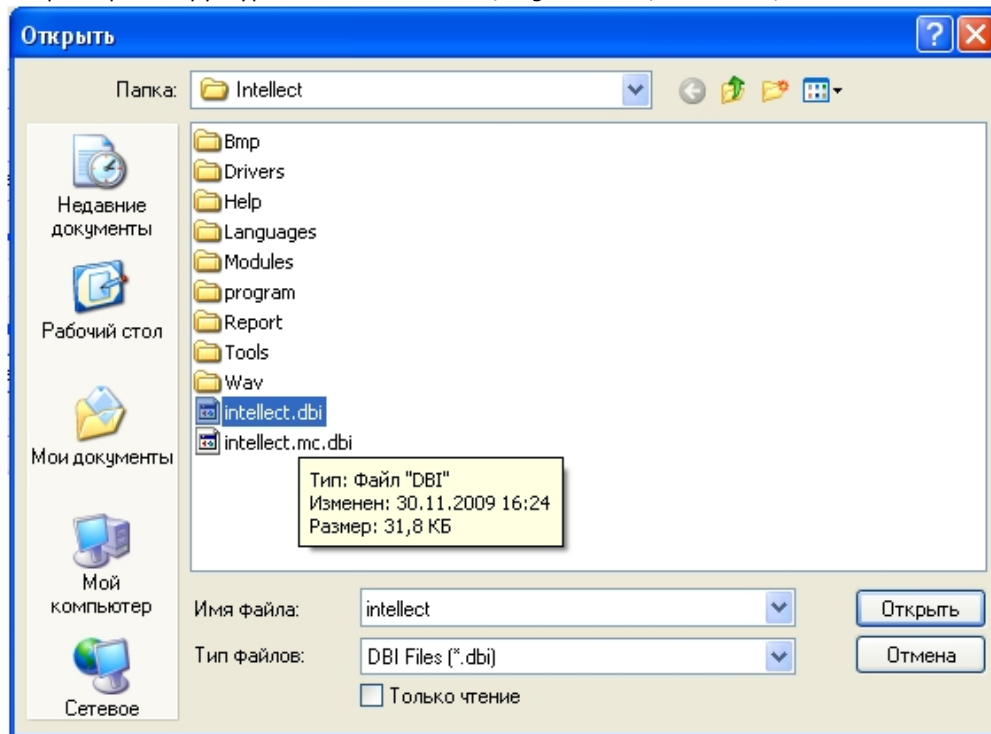 Открыть
Папка:
Intellect
Недавние
документы
Рабочий стол
Мои документы
Мой
компьютер
Сетевое
Bmp
Drivers
Help
Languages
Modules
program
Report
Tools
Wav
intellect.dbi
intellect.mc.dbi
Тип: Файл "DBI"
Изменен: 30.11.2009 16:24
Размер: 31,8 КБ
Имя файла:
intellect
Открыть
Тип файлов:
DBI Files (*.dbi)
Отмена
Только чтение